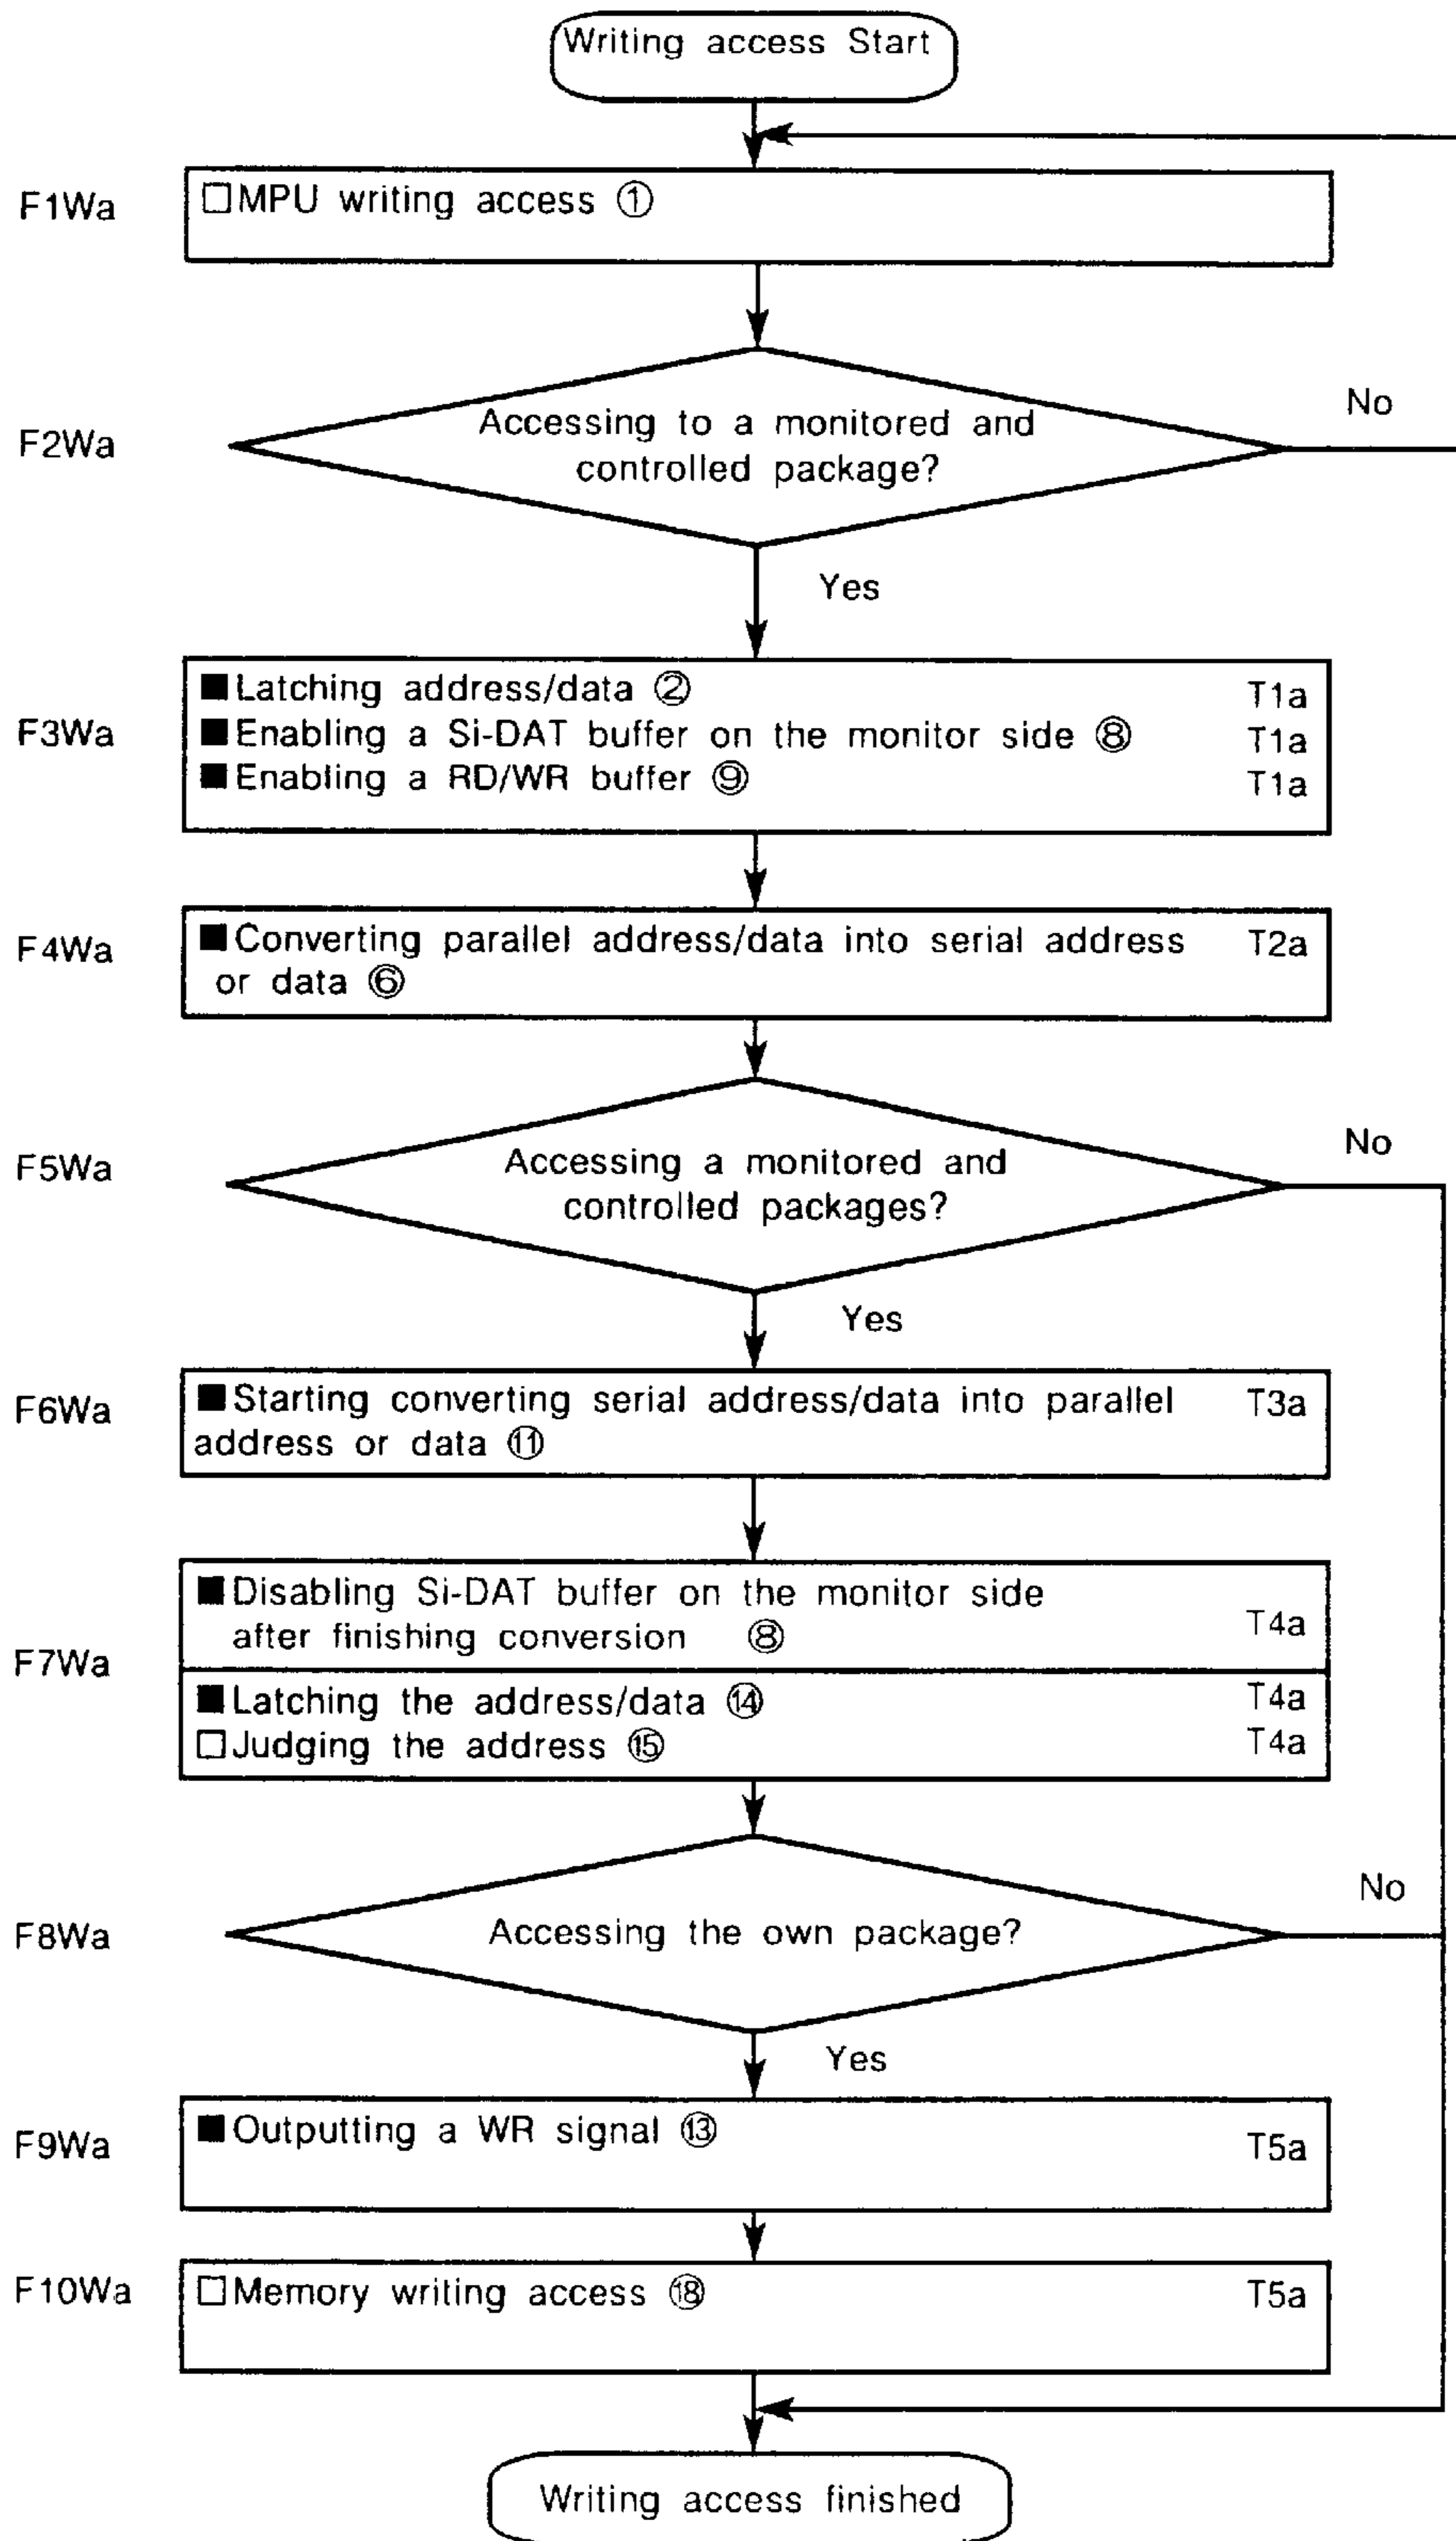 Writing access Start
F1Wa
□MPU writing access ①
F2Wa
Accessing to a monitored and
controlled package?
No
Yes
F3Wa
■Latching address/data ② T1a
■Enabling a Si-DAT buffer on the monitor side ⑧ T1a
■Enabling a RD/WR buffer ⑨ T1a
F4Wa
■Converting parallel address/data into serial address T2a
or data ⑥
F5Wa
Accessing a monitored and
controlled packages?
No
Yes
F6Wa
■Starting converting serial address/data into parallel T3a
address or data ⑪
F7Wa
■Disabling Si-DAT buffer on the monitor side
after finishing conversion ⑧ T4a
■Latching the address/data ⑭ T4a
□Judging the address ⑮ T4a
F8Wa
Accessing the own package?
No
Yes
F9Wa
■Outputting a WR signal ⑬ T5a
F10Wa
□Memory writing access ⑱ T5a
Writing access finished